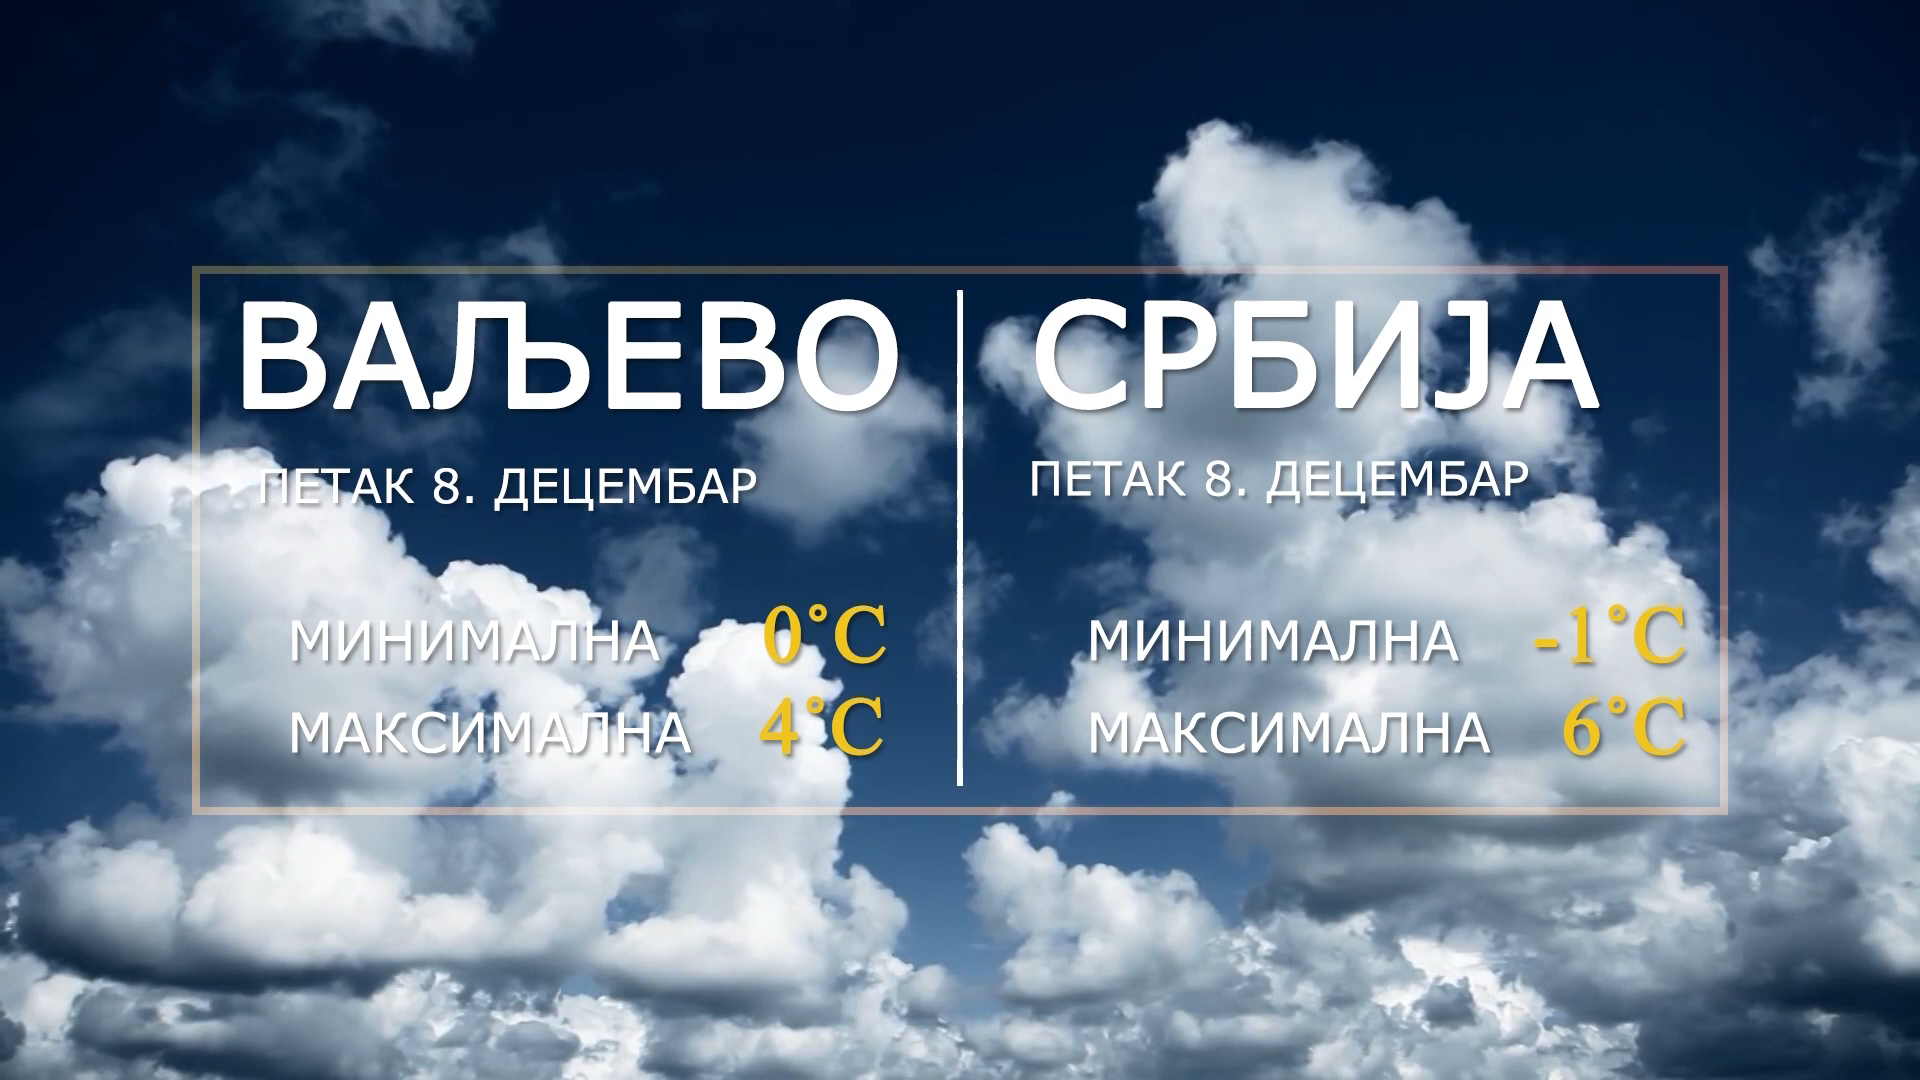 ВАЉЕВО
ПЕТАК 8. ДЕЦЕМБАР
МИНИМАЛНА 0°C
МАКСИМАЛНА 4°C
СРБИЈА
ПЕТАК 8. ДЕЦЕМБАР
МИНИМАЛНА -1°C
МАКСИМАЛНА 6°C